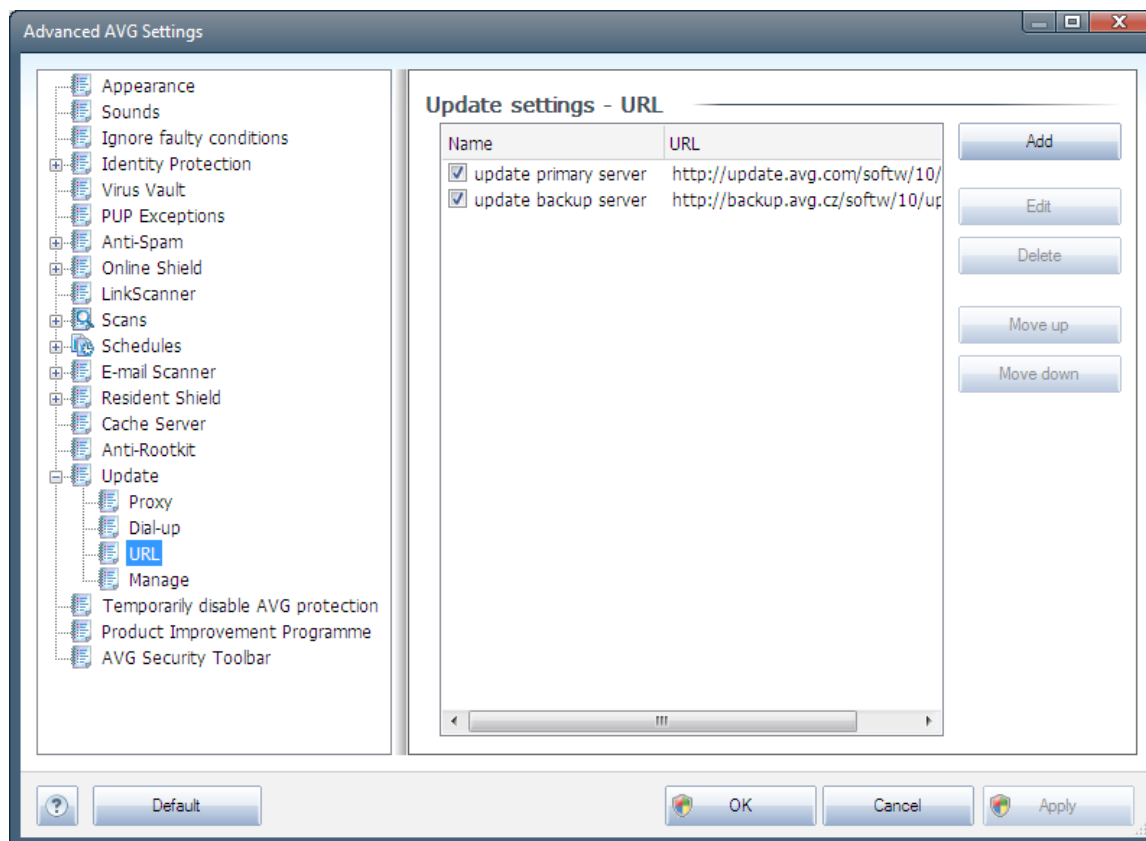 Advanced AVG Settings
Appearance
Sounds
Ignore faulty conditions
Identity Protection
Virus Vault
PUP Exceptions
Anti-Spam
Online Shield
LinkScanner
Scans
Schedules
E-mail Scanner
Resident Shield
Cache Server
Anti-Rootkit
Update
Proxy
Dial-up
URL
Manage
Temporarily disable AVG protection
Product Improvement Programme
AVG Security Toolbar
Update settings - URL
Name URL
update primary server http://update.avg.com/softw/10/
update backup server http://backup.avg.cz/softw/10/up
Add
Edit
Delete
Move up
Move down
? Default OK Cancel Apply